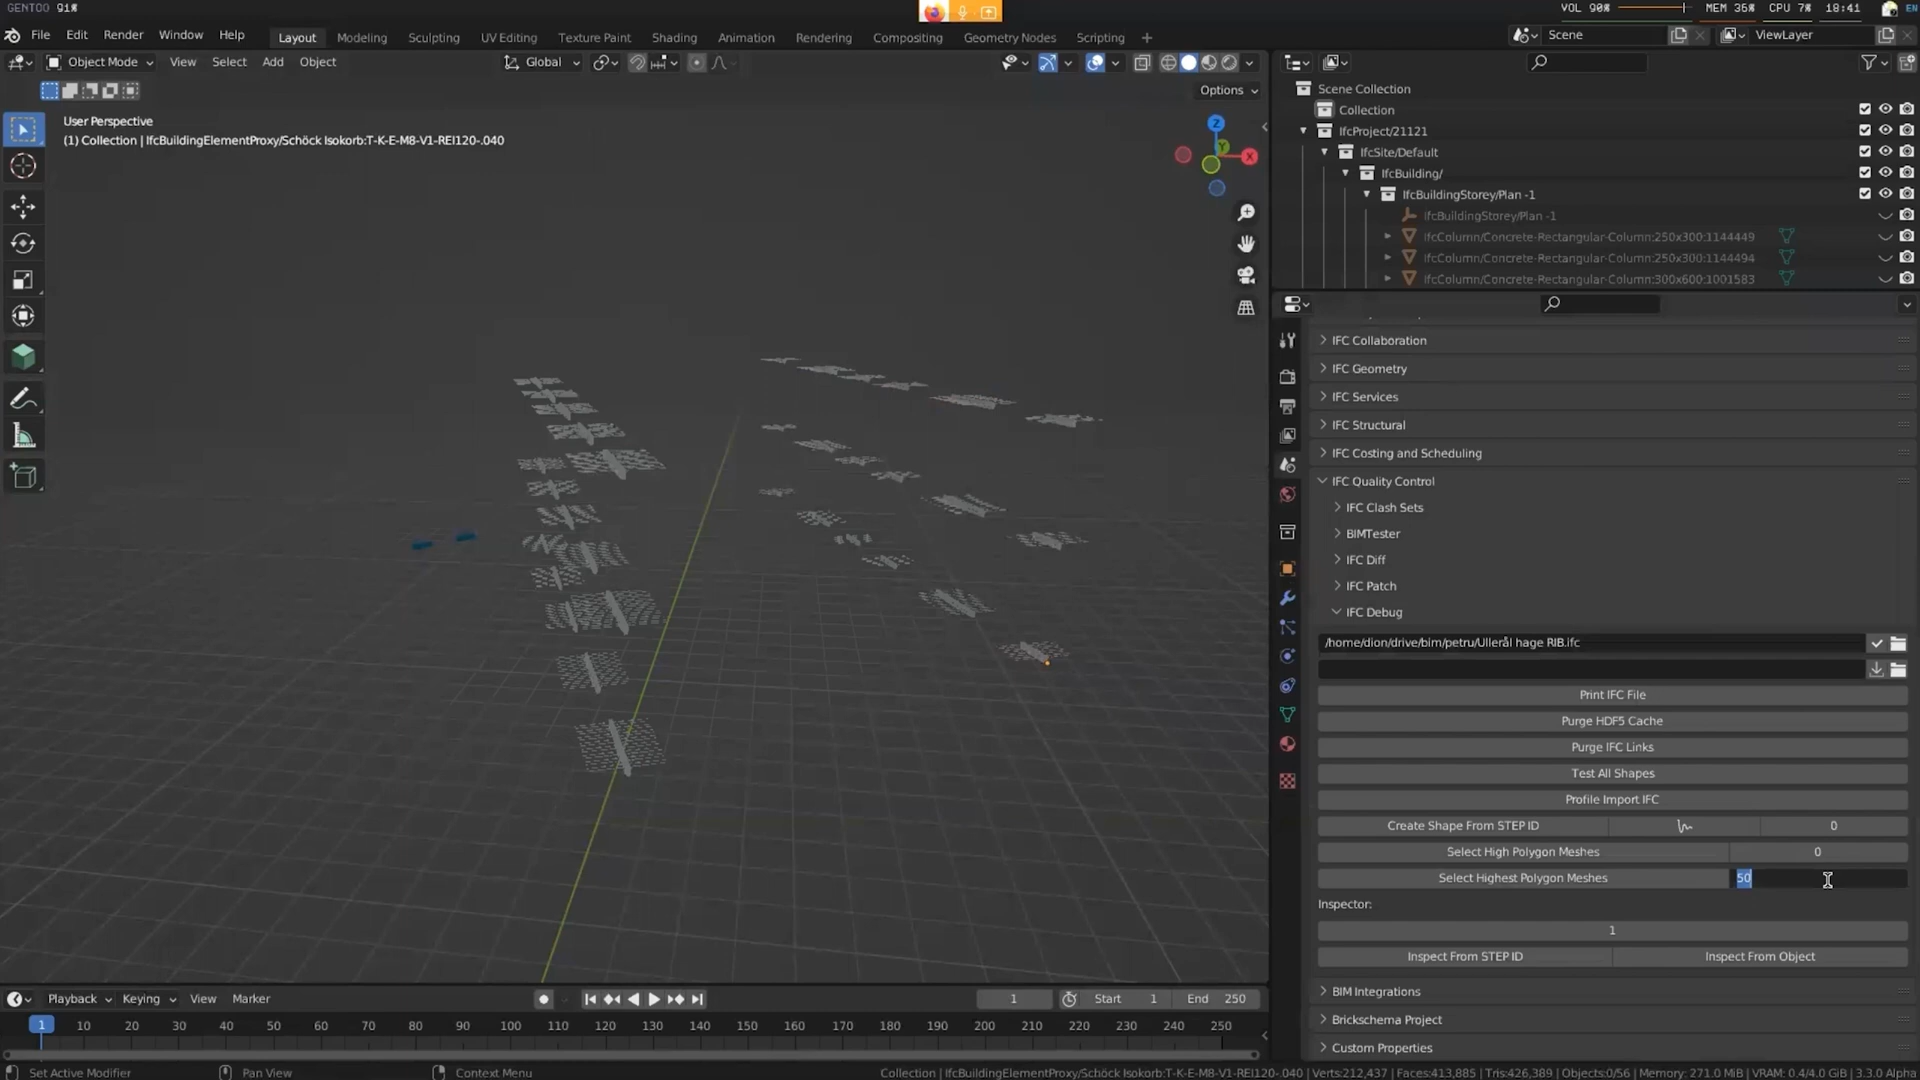 GENTOO 91%
VOL 90%
MEM 36%
CPU 7%
18:41
EN
File Edit Render Window Help
Layout Modeling Sculpting UV Editing Texture Paint Shading Animation Rendering Compositing Geometry Nodes Scripting +
Scene
ViewLayer
Object Mode View Select Add Object
Global
Options
User Perspective
(1) Collection | IfcBuildingElementProxy/Schöck Isokorb:T-K-E-M8-V1-REI120-.040
Z
Y
X
Scene Collection
Collection
IfcProject/21121
IfcSite/Default
IfcBuilding/
IfcBuildingStorey/Plan -1
IfcBuildingStorey/Plan -1
IfcColumn/Concrete-Rectangular-Column:250x300:1144449
IfcColumn/Concrete-Rectangular-Column:250x300:1144494
IfcColumn/Concrete-Rectangular-Column:300x600:1001583
IFC Collaboration
IFC Geometry
IFC Services
IFC Structural
IFC Costing and Scheduling
IFC Quality Control
IFC Clash Sets
BIMTester
IFC Diff
IFC Patch
IFC Debug
/home/dion/drive/bim/petru/Ullerål hage RIB.ifc
Print IFC File
Purge HDF5 Cache
Purge IFC Links
Test All Shapes
Profile Import IFC
Create Shape From STEP ID 0
Select High Polygon Meshes 0
Select Highest Polygon Meshes 50
Inspector:
1
Inspect From STEP ID Inspect From Object
BIM Integrations
Brickschema Project
Custom Properties
Playback Keying View Marker
1
Start 1
End 250
1 10 20 30 40 50 60 70 80 90 100 110 120 130 140 150 160 170 180 190 200 210 220 230 240 250
Set Active Modifier
Pan View
Context Menu
Collection | IfcBuildingElementProxy/Schöck Isokorb:T-K-E-M8-V1-REI120-.040 | Verts:212,437 | Faces:413,885 | Tris:426,389 | Objects:0/56 | Memory: 271.0 MiB | VRAM: 0.4/4.0 GiB | 3.3.0 Alpha